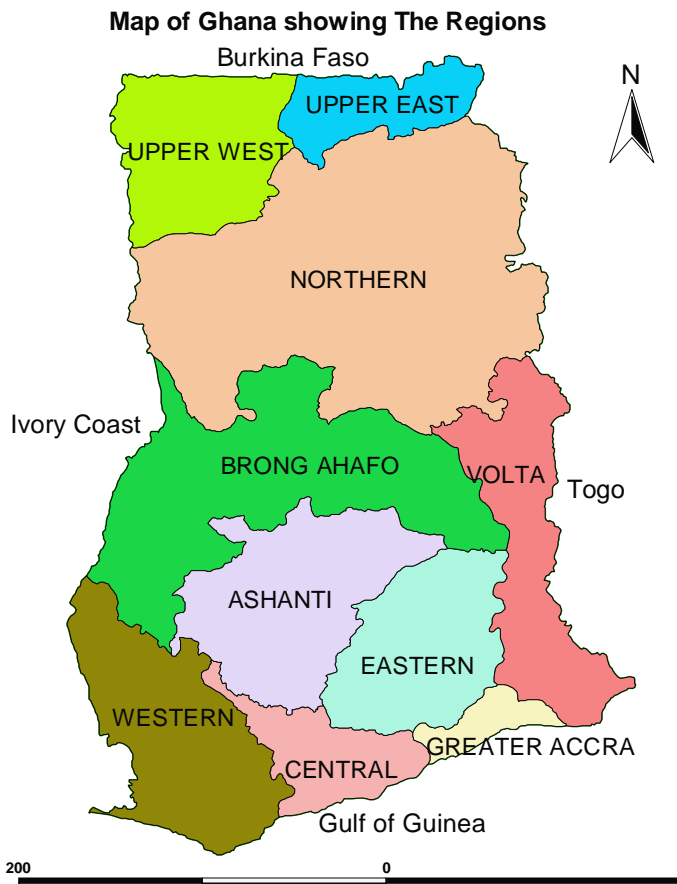 Map of Ghana showing The Regions
Burkina Faso
N
UPPER EAST
UPPER WEST
NORTHERN
Ivory Coast
BRONG AHAFO
VOLTA
Togo
ASHANTI
EASTERN
WESTERN
GREATER ACCRA
CENTRAL
Gulf of Guinea
200 0